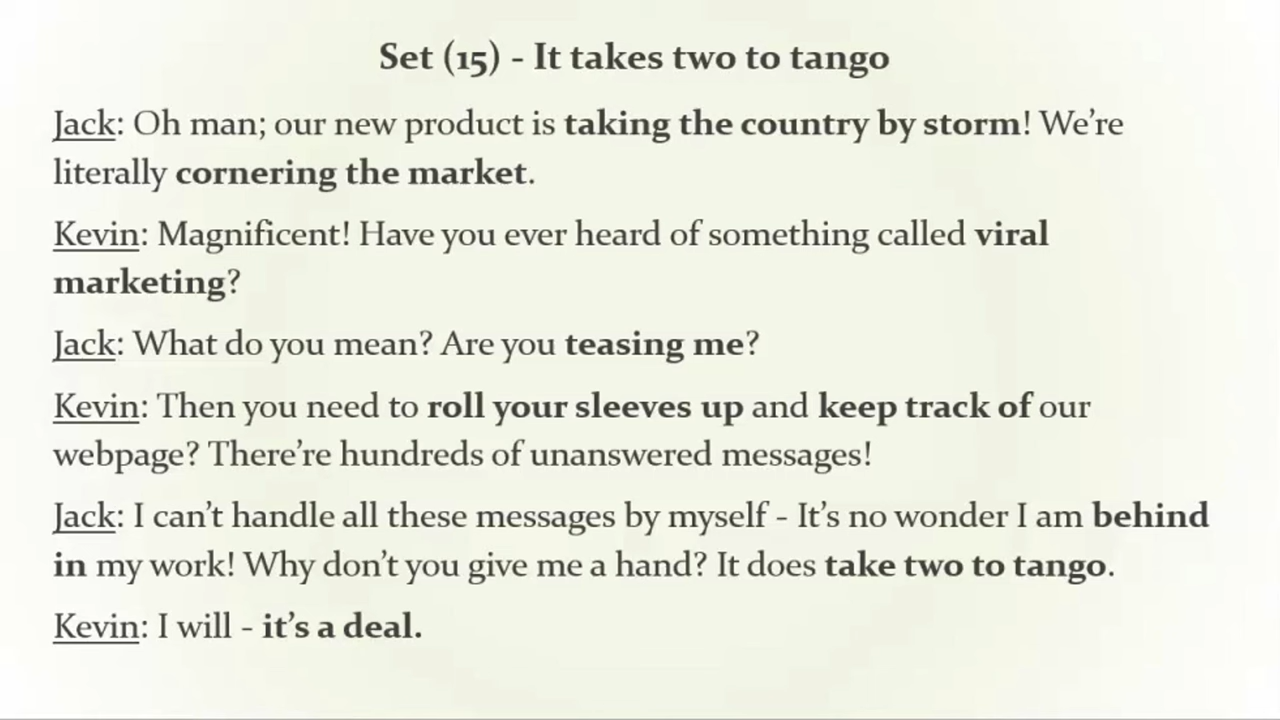 Set (15) - It takes two to tango
Jack: Oh man; our new product is taking the country by storm! We’re
literally cornering the market.
Kevin: Magnificent! Have you ever heard of something called viral
marketing?
Jack: What do you mean? Are you teasing me?
Kevin: Then you need to roll your sleeves up and keep track of our
webpage? There’re hundreds of unanswered messages!
Jack: I can’t handle all these messages by myself - It’s no wonder I am behind
in my work! Why don’t you give me a hand? It does take two to tango.
Kevin: I will - it’s a deal.